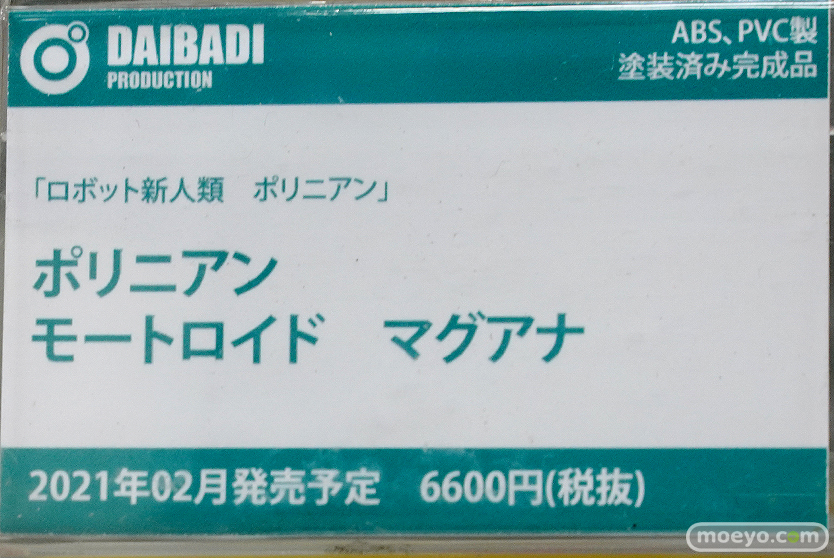 DAIBADI
PRODUCTION
ABS、PVC製
塗装済み完成品
「ロボット新人類　ポリニアン」
ポリニアン
モートロイド　マグアナ
2021年02月発売予定　6600円(税抜)
moeyo.com